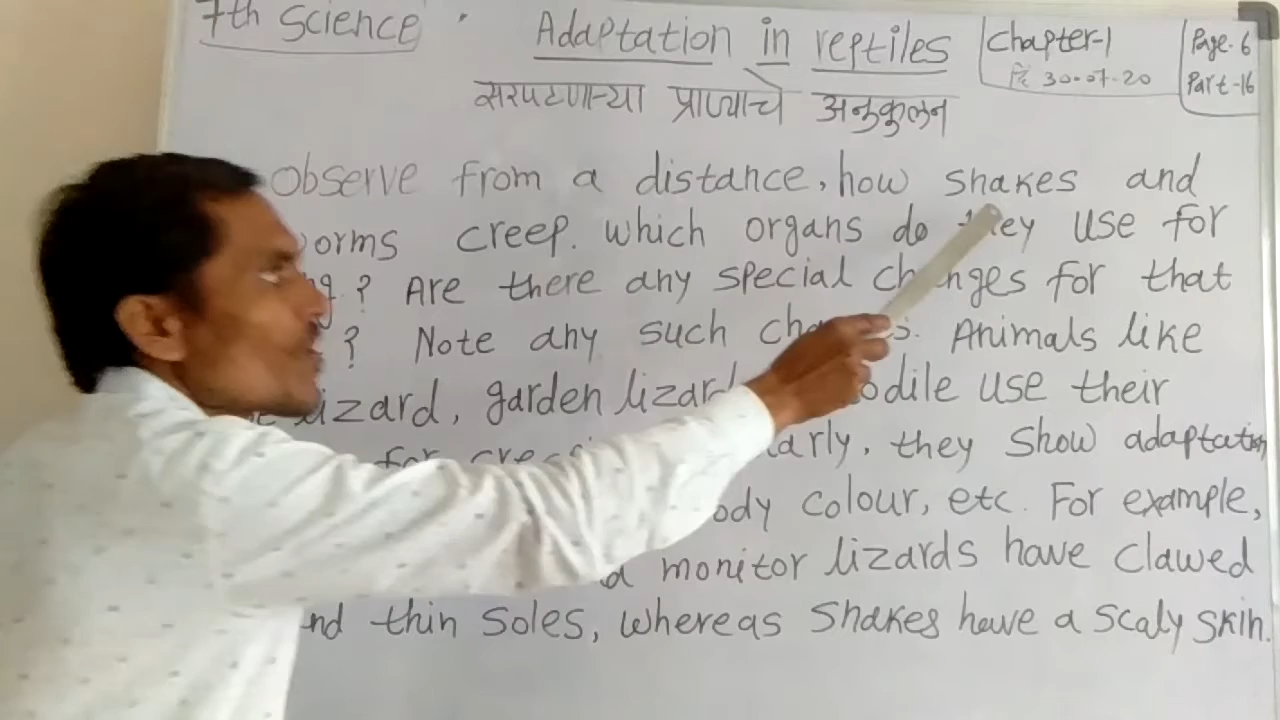 7th Science
Adaptation in reptiles
Chapter-1
दि 30-07-20
Page-6
Part-16
सरपटणाऱ्या प्राण्याचे अनुकुलन
Observe from a distance, how snakes and
creep. which organs do they use for
? Are there any special changes for that
? Note any such Animals like
lizard, garden use their
for they show adaptation
body colour, etc. For example,
monitor lizards have clawed
thin soles, whereas snakes have a scaly skin.